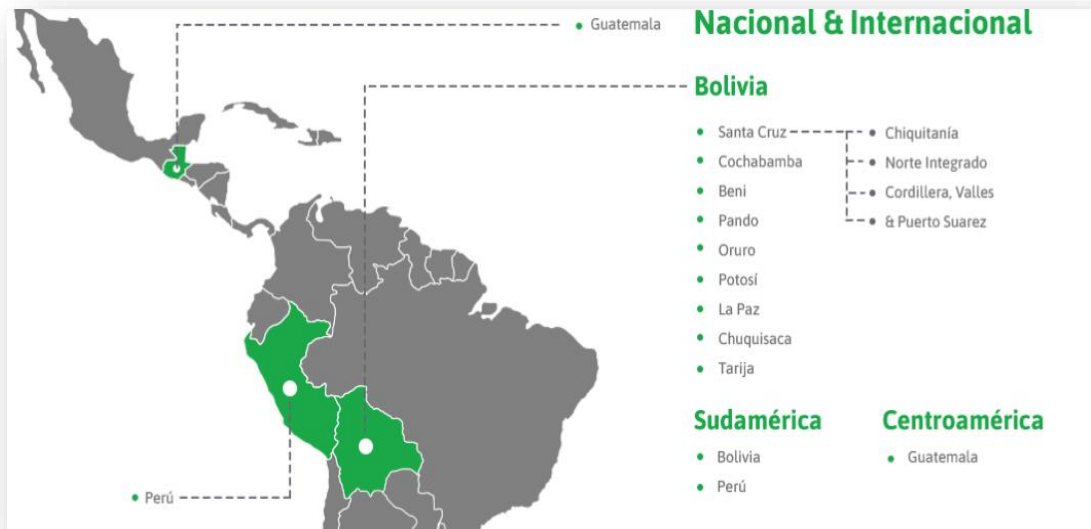 Guatemala
Nacional & Internacional
Bolivia
Santa Cruz
Chiquitanía
Cochabamba
Norte Integrado
Beni
Cordillera, Valles
Pando
& Puerto Suarez
Oruro
Potosí
La Paz
Chuquisaca
Tarija
Sudamérica
Centroamérica
Bolivia
Guatemala
Perú
Perú